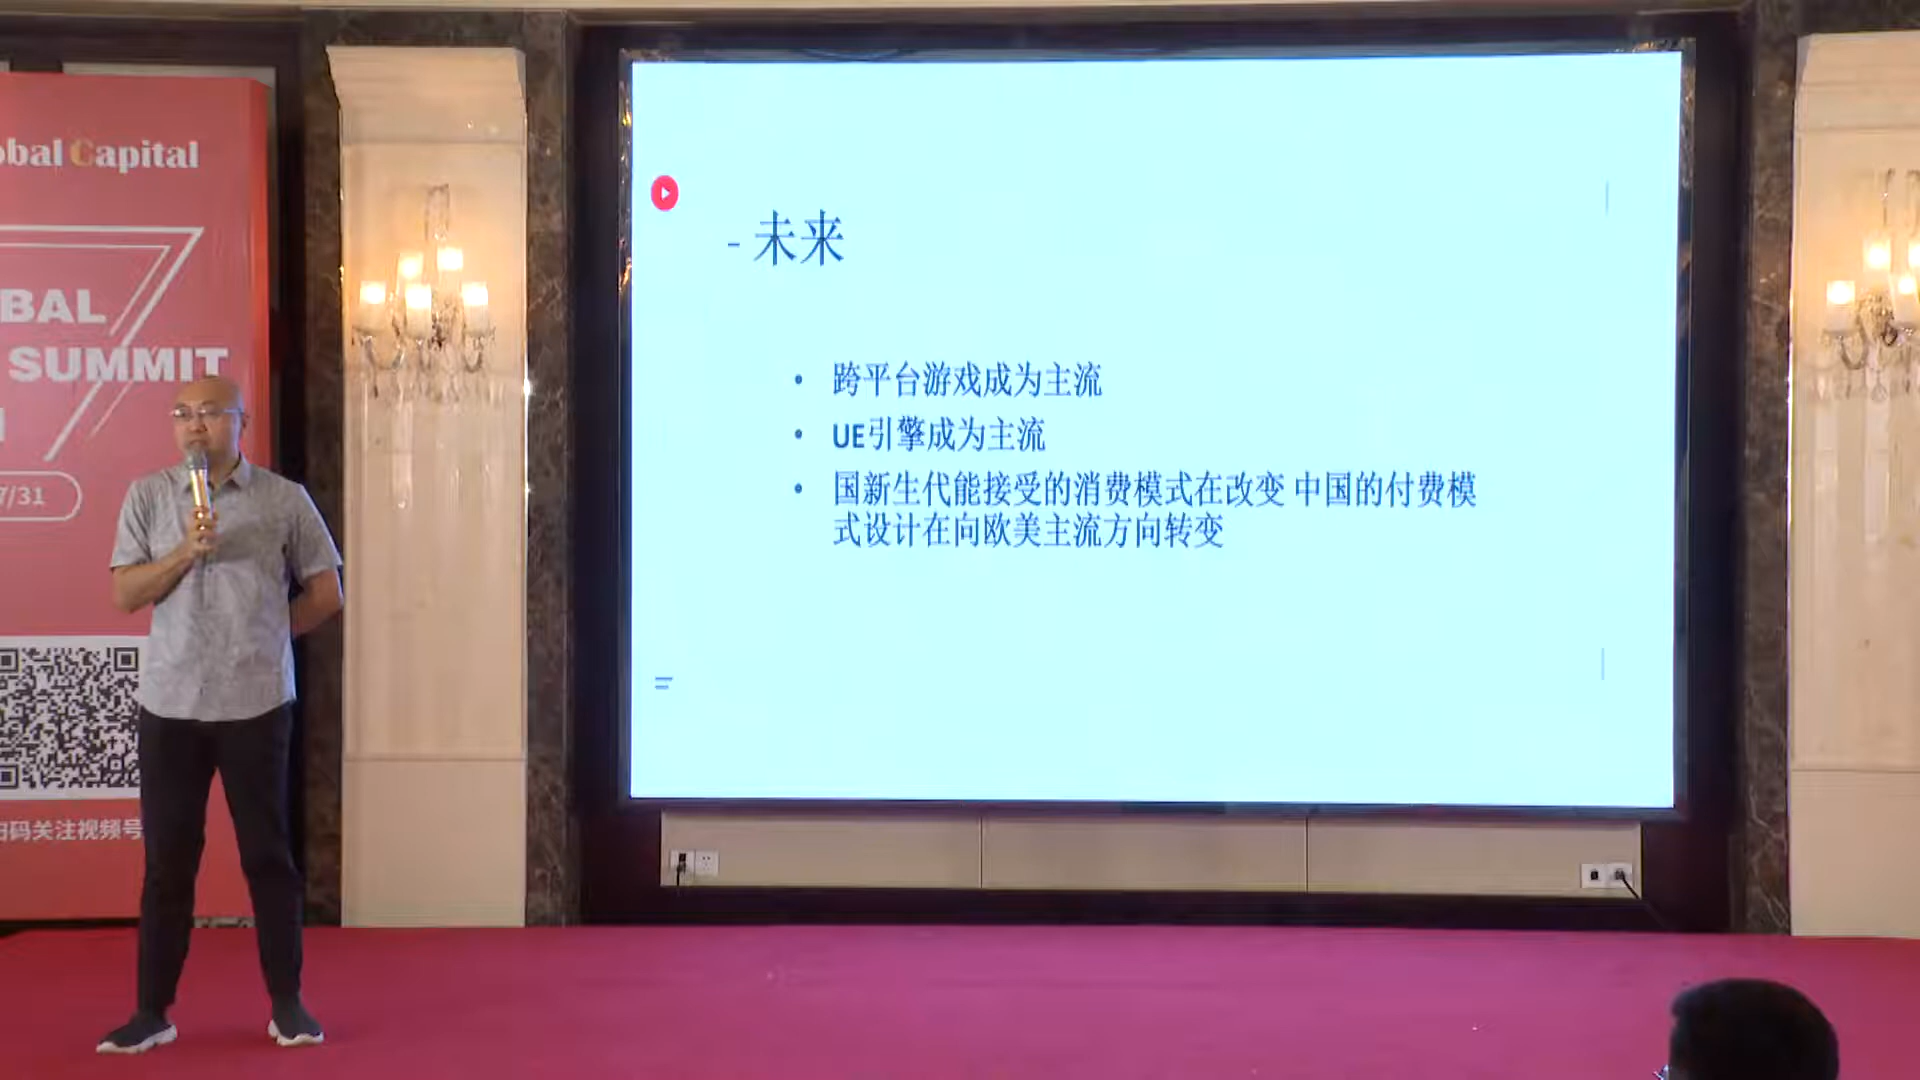 obal Capital
BAL
SUMMIT
7/31
扫码关注视频号
- 未来
• 跨平台游戏成为主流
• UE引擎成为主流
• 国新生代能接受的消费模式在改变 中国的付费模
式设计在向欧美主流方向转变